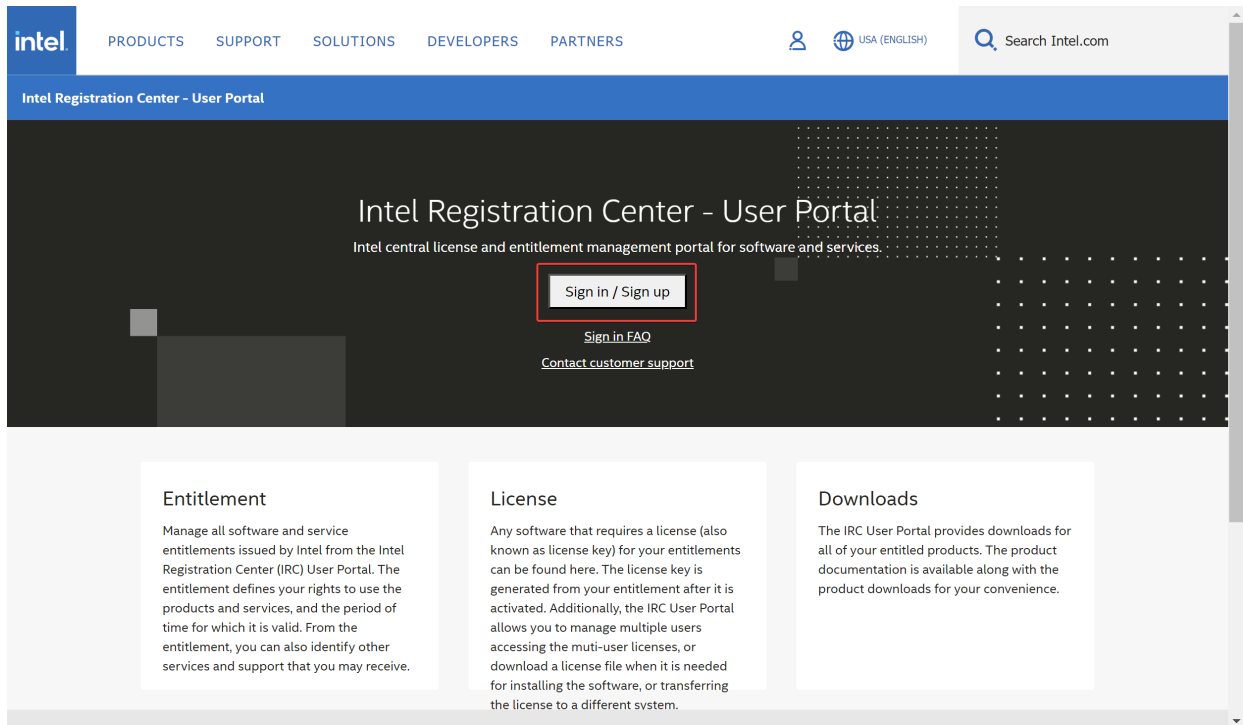 intel.
PRODUCTS SUPPORT SOLUTIONS DEVELOPERS PARTNERS USA (ENGLISH) Search Intel.com
Intel Registration Center - User Portal
Intel Registration Center - User Portal
Intel central license and entitlement management portal for software and services.
Sign in / Sign up
Sign in FAQ
Contact customer support
Entitlement
Manage all software and service
entitlements issued by Intel from the Intel
Registration Center (IRC) User Portal. The
entitlement defines your rights to use the
products and services, and the period of
time for which it is valid. From the
entitlement, you can also identify other
services and support that you may receive.
License
Any software that requires a license (also
known as license key) for your entitlements
can be found here. The license key is
generated from your entitlement after it is
activated. Additionally, the IRC User Portal
allows you to manage multiple users
accessing the muti-user licenses, or
download a license file when it is needed
for installing the software, or transferring
the license to a different system.
Downloads
The IRC User Portal provides downloads for
all of your entitled products. The product
documentation is available along with the
product downloads for your convenience.